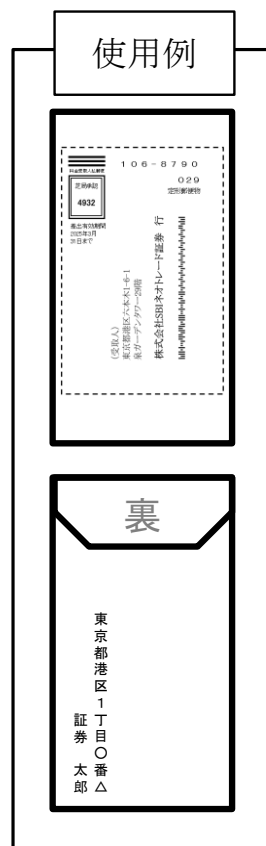 使用例
料金受取人払郵便
芝局承認
4932
差出有効期間
2025年3月
31日まで
106-8790
029
定形郵便物
(受取人)
東京都港区六本木1-6-1
泉ガーデンタワー29階
株式会社SBIネオトレード証券 行
裏
東京都港区1丁目〇番△
証券 太郎